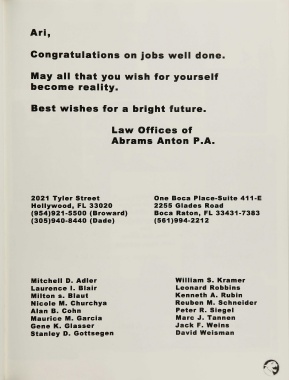 Ari,
Congratulations on jobs well done.
May all that you wish for yourself
become reality.
Best wishes for a bright future.
Law Offices of
Abrams Anton P.A.
2021 Tyler Street
Hollywood, FL 33020
(954)921-5500 (Broward)
(305)940-8440 (Dade)
One Boca Place-Suite 411-E
2255 Glades Road
Boca Raton, FL 33431-7383
(561)994-2212
Mitchell D. Adler
Laurence I. Blair
Milton s. Blaut
Nicole M. Churchya
Alan B. Cohn
Maurice M. Garcia
Gene K. Glasser
Stanley D. Gottsegen
William S. Kramer
Leonard Robbins
Kenneth A. Rubin
Reuben M. Schneider
Peter R. Siegel
Marc J. Tannen
Jack F. Weins
David Weisman